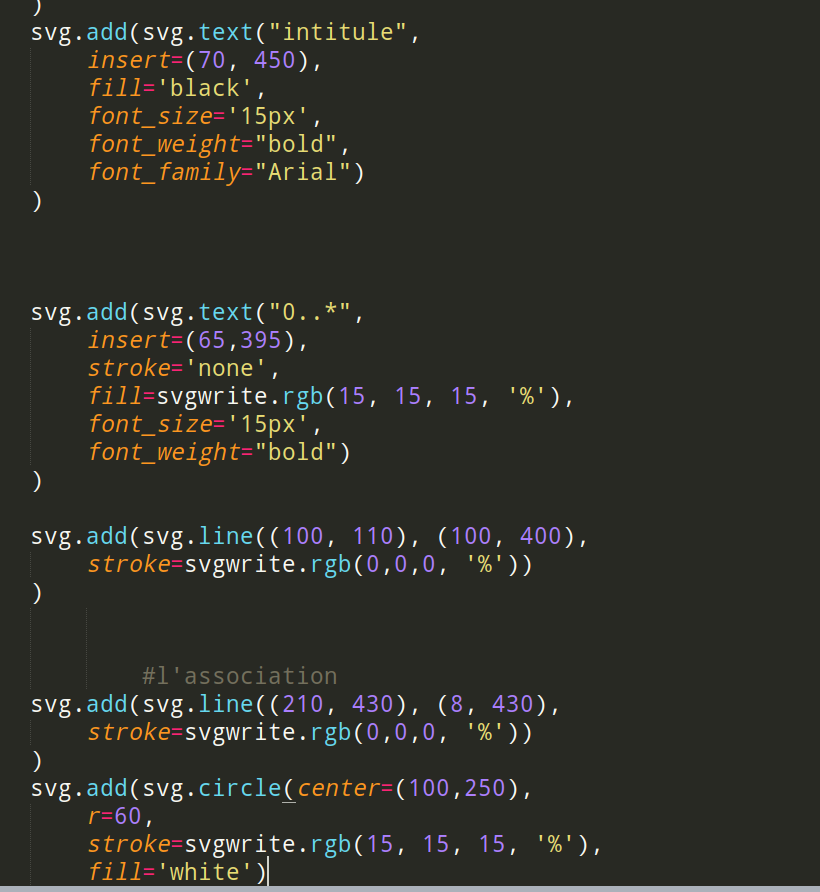 )
svg.add(svg.text("intitule",
    insert=(70, 450),
    fill='black',
    font_size='15px',
    font_weight="bold",
    font_family="Arial")
)
svg.add(svg.text("0..*",
    insert=(65,395),
    stroke='none',
    fill=svgwrite.rgb(15, 15, 15, '%'),
    font_size='15px',
    font_weight="bold")
)
svg.add(svg.line((100, 110), (100, 400),
    stroke=svgwrite.rgb(0,0,0, '%'))
)
        #l'association
svg.add(svg.line((210, 430), (8, 430),
    stroke=svgwrite.rgb(0,0,0, '%'))
)
svg.add(svg.circle(center=(100,250),
    r=60,
    stroke=svgwrite.rgb(15, 15, 15, '%'),
    fill='white')